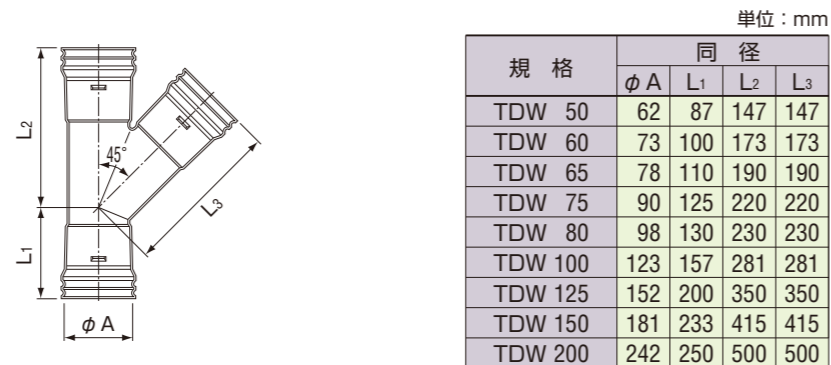 単位：mm
規 格 同 径
φA L1 L2 L3
TDW 50 62 87 147 147
TDW 60 73 100 173 173
TDW 65 78 110 190 190
TDW 75 90 125 220 220
TDW 80 98 130 230 230
TDW 100 123 157 281 281
TDW 125 152 200 350 350
TDW 150 181 233 415 415
TDW 200 242 250 500 500
L2
45°
L3
L1
φA